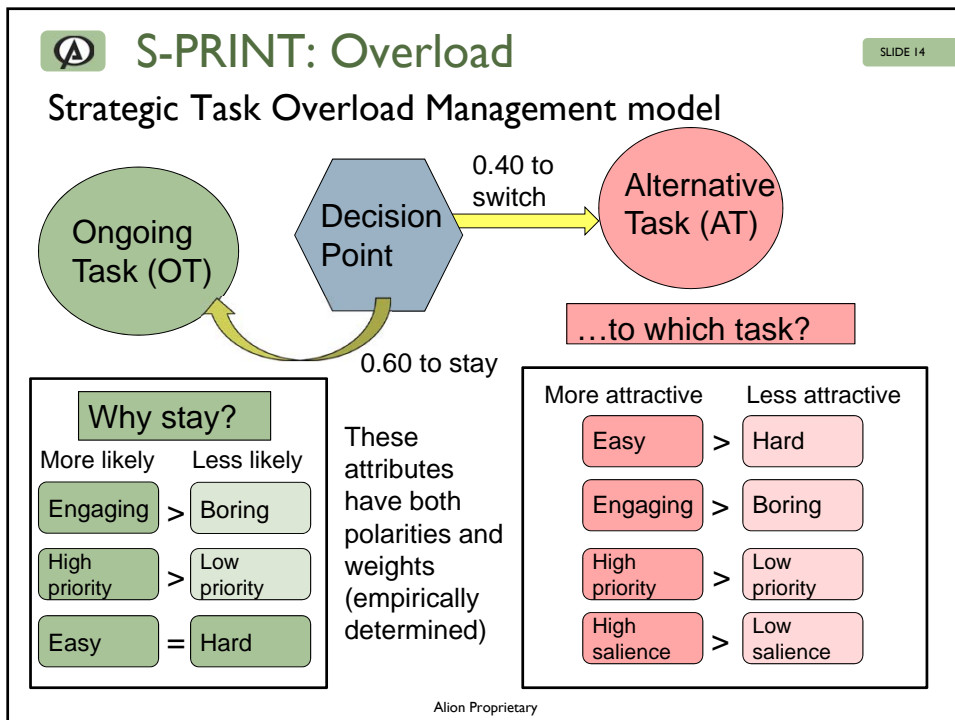 S-PRINT: Overload
SLIDE 14
Strategic Task Overload Management model
Ongoing
Task (OT)
Decision
Point
0.40 to
switch
Alternative
Task (AT)
…to which task?
0.60 to stay
Why stay?
More likely Less likely
Engaging > Boring
High
priority
>
Low
priority
Easy = Hard
These
attributes
have both
polarities and
weights
(empirically
determined)
More attractive Less attractive
Easy > Hard
Engaging > Boring
High
priority
>
Low
priority
High
salience
>
Low
salience
Alion Proprietary